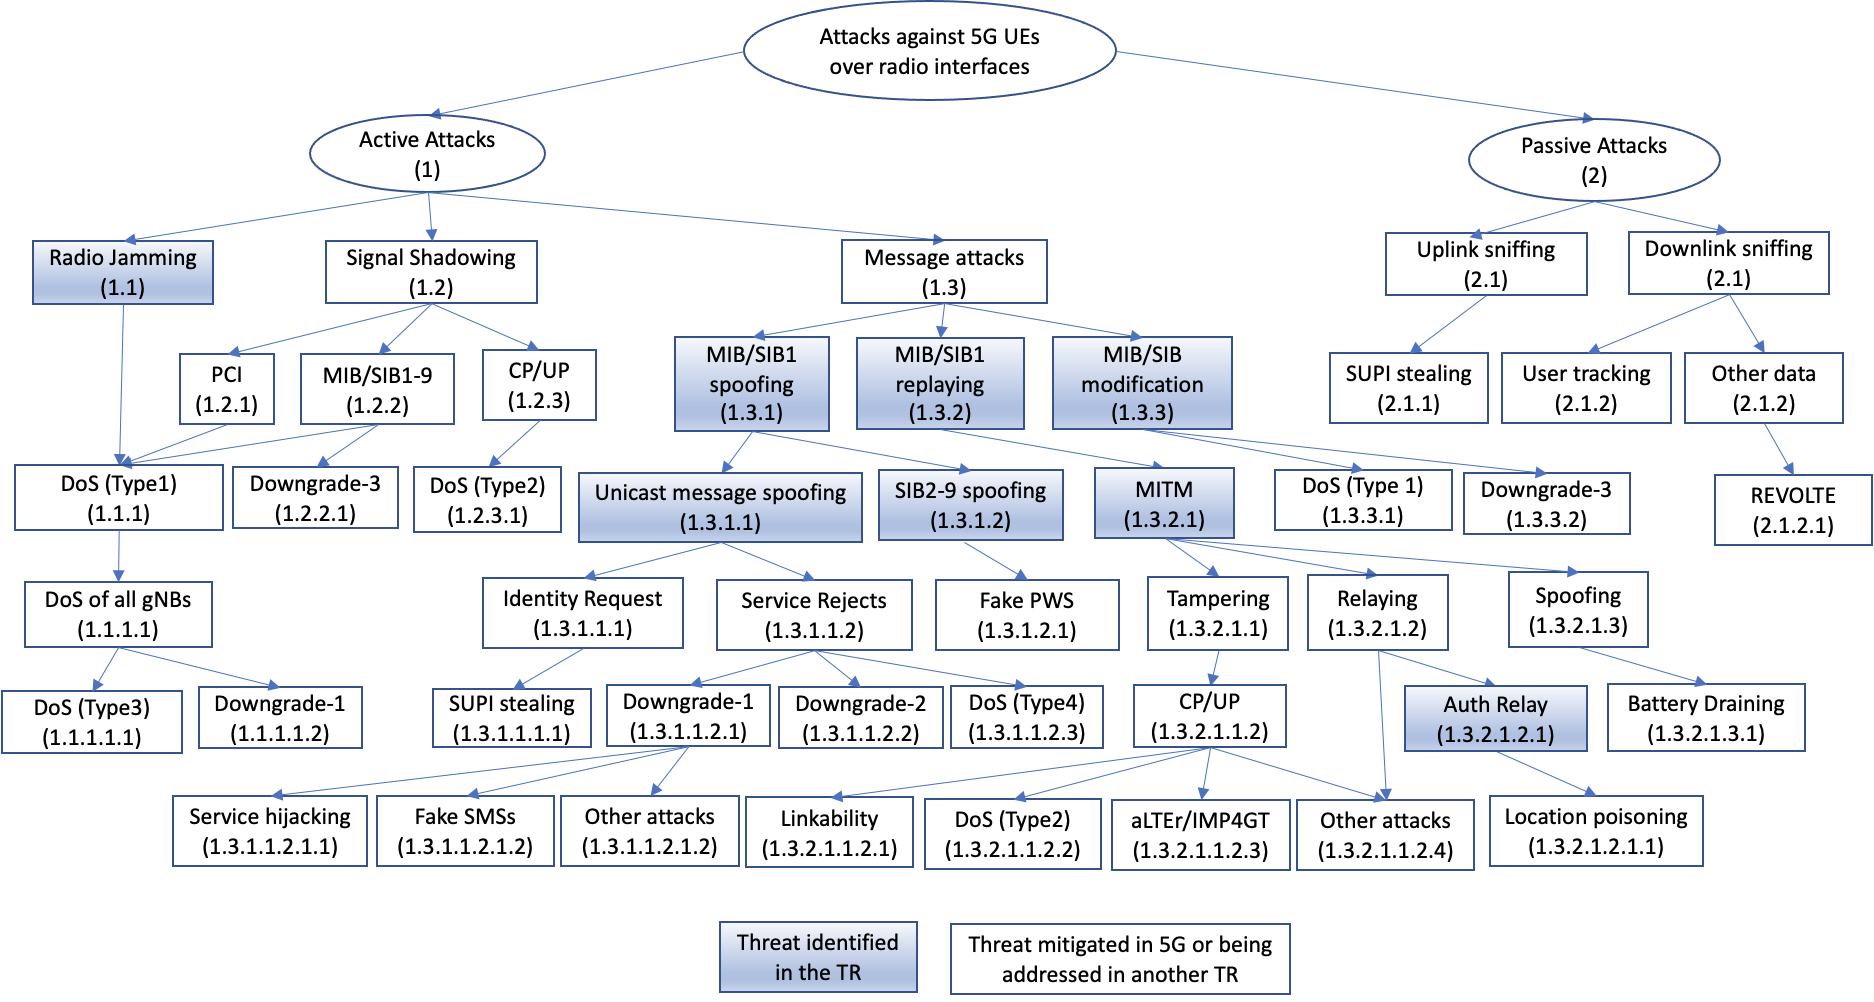 Attacks against 5G UEs
over radio interfaces
Active Attacks
(1)
Passive Attacks
(2)
Radio Jamming
(1.1)
Signal Shadowing
(1.2)
Message attacks
(1.3)
Uplink sniffing
(2.1)
Downlink sniffing
(2.1)
PCI
(1.2.1)
MIB/SIB1-9
(1.2.2)
CP/UP
(1.2.3)
MIB/SIB1
spoofing
(1.3.1)
MIB/SIB1
replaying
(1.3.2)
MIB/SIB
modification
(1.3.3)
SUPI stealing
(2.1.1)
User tracking
(2.1.2)
Other data
(2.1.2)
DoS (Type1)
(1.1.1)
Downgrade-3
(1.2.2.1)
DoS (Type2)
(1.2.3.1)
Unicast message spoofing
(1.3.1.1)
SIB2-9 spoofing
(1.3.1.2)
MITM
(1.3.2.1)
DoS (Type 1)
(1.3.3.1)
Downgrade-3
(1.3.3.2)
REVOLTE
(2.1.2.1)
DoS of all gNBs
(1.1.1.1)
Identity Request
(1.3.1.1.1)
Service Rejects
(1.3.1.1.2)
Fake PWS
(1.3.1.2.1)
Tampering
(1.3.2.1.1)
Relaying
(1.3.2.1.2)
Spoofing
(1.3.2.1.3)
DoS (Type3)
(1.1.1.1.1)
Downgrade-1
(1.1.1.1.2)
SUPI stealing
(1.3.1.1.1.1)
Downgrade-1
(1.3.1.1.2.1)
Downgrade-2
(1.3.1.1.2.2)
DoS (Type4)
(1.3.1.1.2.3)
CP/UP
(1.3.2.1.1.2)
Auth Relay
(1.3.2.1.2.1)
Battery Draining
(1.3.2.1.3.1)
Service hijacking
(1.3.1.1.2.1.1)
Fake SMSs
(1.3.1.1.2.1.2)
Other attacks
(1.3.1.1.2.1.2)
Linkability
(1.3.2.1.1.2.1)
DoS (Type2)
(1.3.2.1.1.2.2)
aLTEr/IMP4GT
(1.3.2.1.1.2.3)
Other attacks
(1.3.2.1.1.2.4)
Location poisoning
(1.3.2.1.2.1.1)
Threat identified
in the TR
Threat mitigated in 5G or being
addressed in another TR